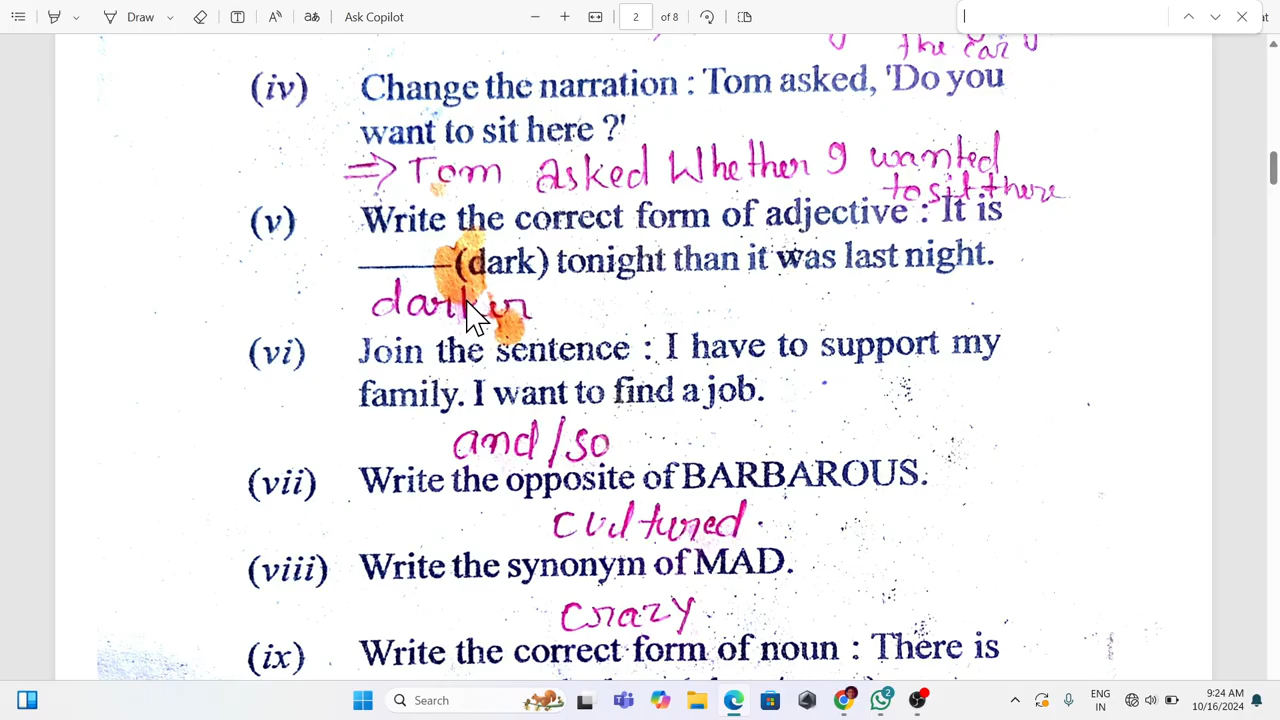 Draw
Ask Copilot
2 of 8
the car
(iv) Change the narration : Tom asked, 'Do you
want to sit here ?'
⇒ Tom asked Whether I wanted
to sit there
(v) Write the correct form of adjective : It is
——(dark) tonight than it was last night.
darker
(vi) Join the sentence : I have to support my
family. I want to find a job.
and/so
(vii) Write the opposite of BARBAROUS.
Cultured.
(viii) Write the synonym of MAD.
Crazy
(ix) Write the correct form of noun : There is
Search
2
ENG
IN
9:24 AM
10/16/2024